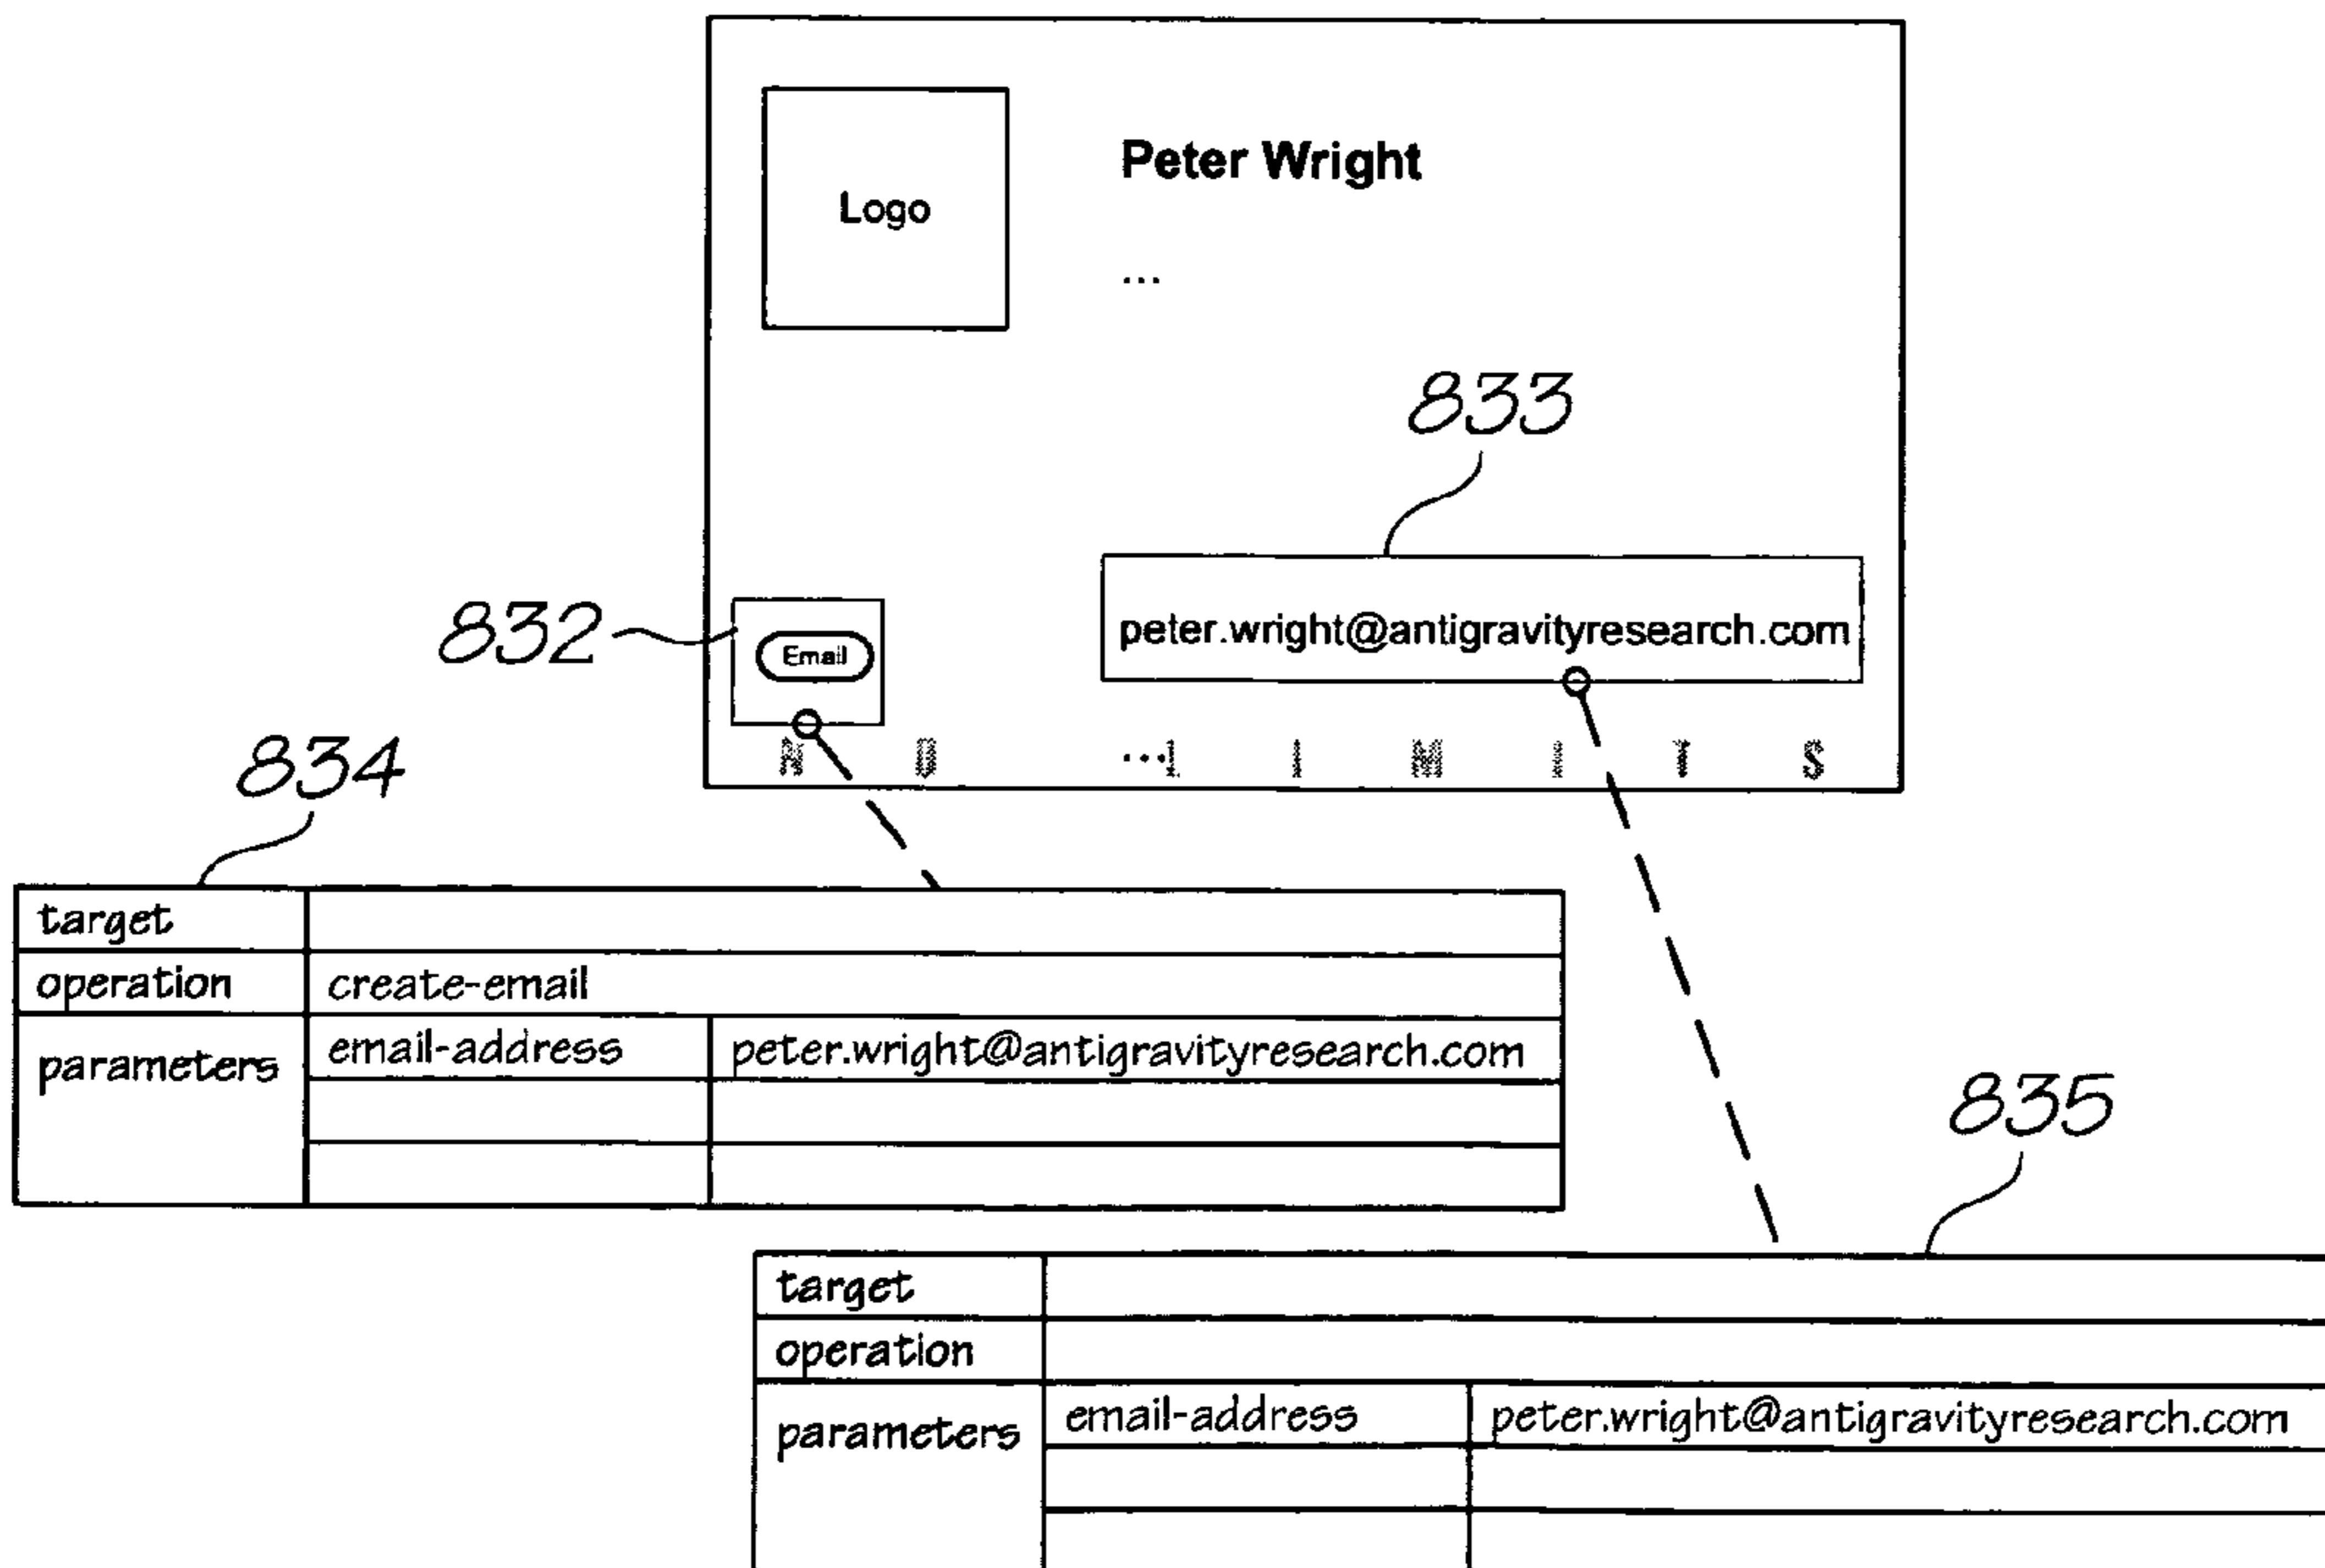 Logo
Peter Wright
...
833
832
Email
peter.wright@antigravityresearch.com
834
target
operation create-email
parameters email-address peter.wright@antigravityresearch.com
835
target
operation
parameters email-address peter.wright@antigravityresearch.com